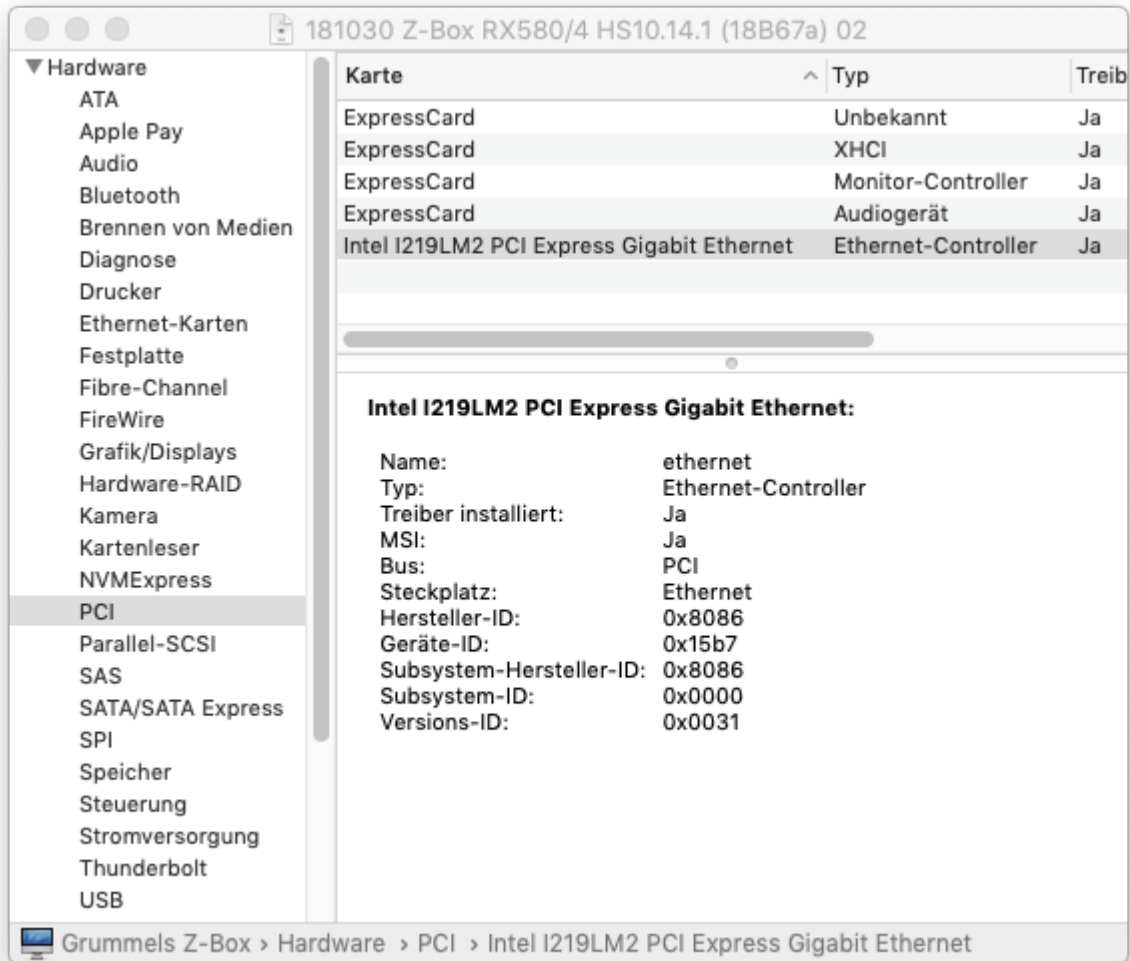 181030 Z-Box RX580/4 HS10.14.1 (18B67a) 02
Hardware
ATA
Apple Pay
Audio
Bluetooth
Brennen von Medien
Diagnose
Drucker
Ethernet-Karten
Festplatte
Fibre-Channel
FireWire
Grafik/Displays
Hardware-RAID
Kamera
Kartenleser
NVMExpress
PCI
Parallel-SCSI
SAS
SATA/SATA Express
SPI
Speicher
Steuerung
Stromversorgung
Thunderbolt
USB
Karte Typ Treib
ExpressCard Unbekannt Ja
ExpressCard XHCI Ja
ExpressCard Monitor-Controller Ja
ExpressCard Audiogerät Ja
Intel I219LM2 PCI Express Gigabit Ethernet Ethernet-Controller Ja
Intel I219LM2 PCI Express Gigabit Ethernet:
Name: ethernet
Typ: Ethernet-Controller
Treiber installiert: Ja
MSI: Ja
Bus: PCI
Steckplatz: Ethernet
Hersteller-ID: 0x8086
Geräte-ID: 0x15b7
Subsystem-Hersteller-ID: 0x8086
Subsystem-ID: 0x0000
Versions-ID: 0x0031
Grummels Z-Box › Hardware › PCI › Intel I219LM2 PCI Express Gigabit Ethernet